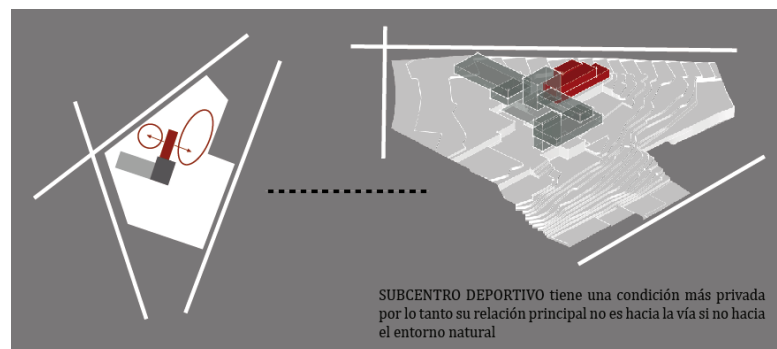 SUBCENTRO DEPORTIVO tiene una condición más privada
por lo tanto su relación principal no es hacia la vía si no hacia
el entorno natural